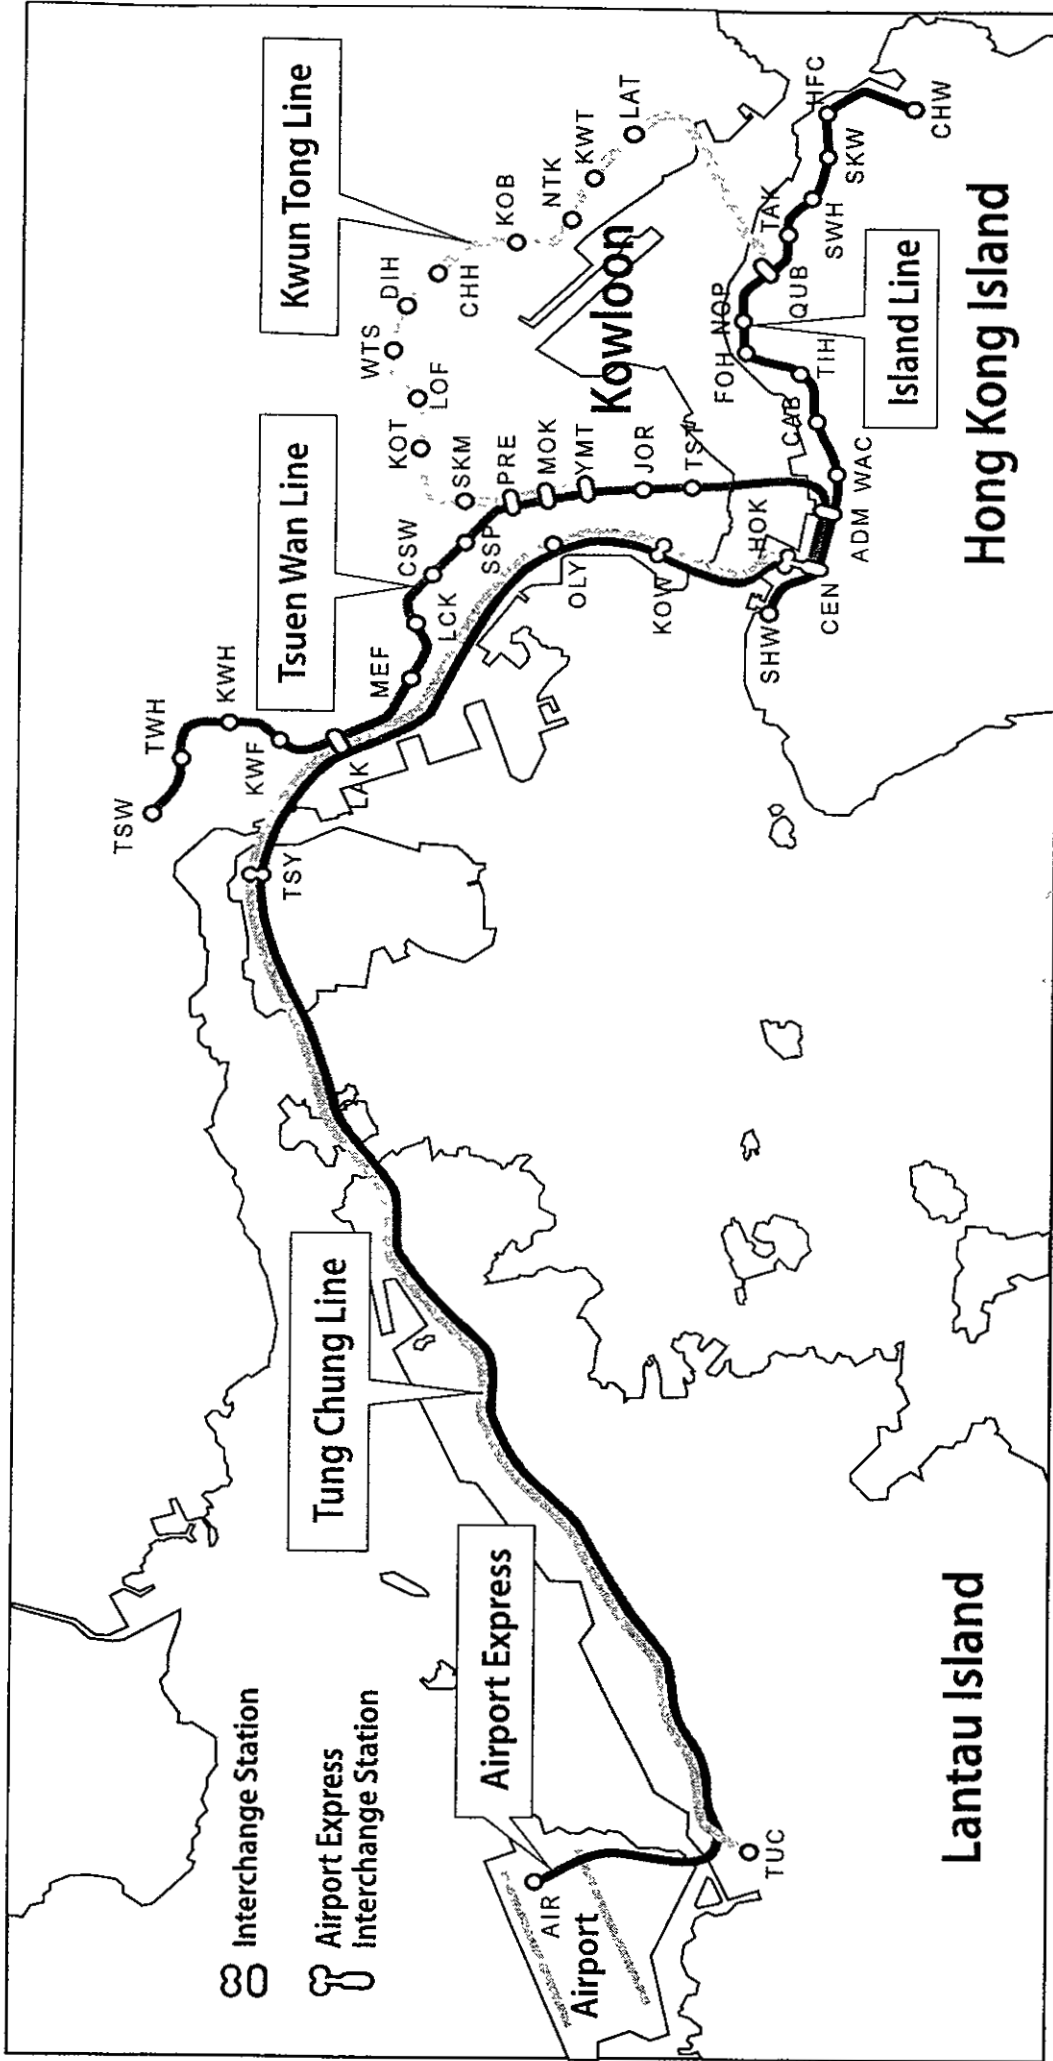 Interchange Station
Airport Express
Interchange Station
Airport Express
Tung Chung Line
Tsuen Wan Line
Kwun Tong Line
Island Line
Airport
Lantau Island
Kowloon
Hong Kong Island
AIR
TUC
TSY
TSW
TWH
KWH
KWF
LAK
MEF
LCK
CSW
SSP
PRE
MOK
YMT
JOR
TST
SKM
KOT
LOF
WTS
DIH
CHH
KOB
NTK
KWT
LAT
OLY
KOW
HOK
SHW
CEN
ADM
WAC
CAB
TIH
FOH
NOP
QUB
TAK
SWH
SKW
HFC
CHW